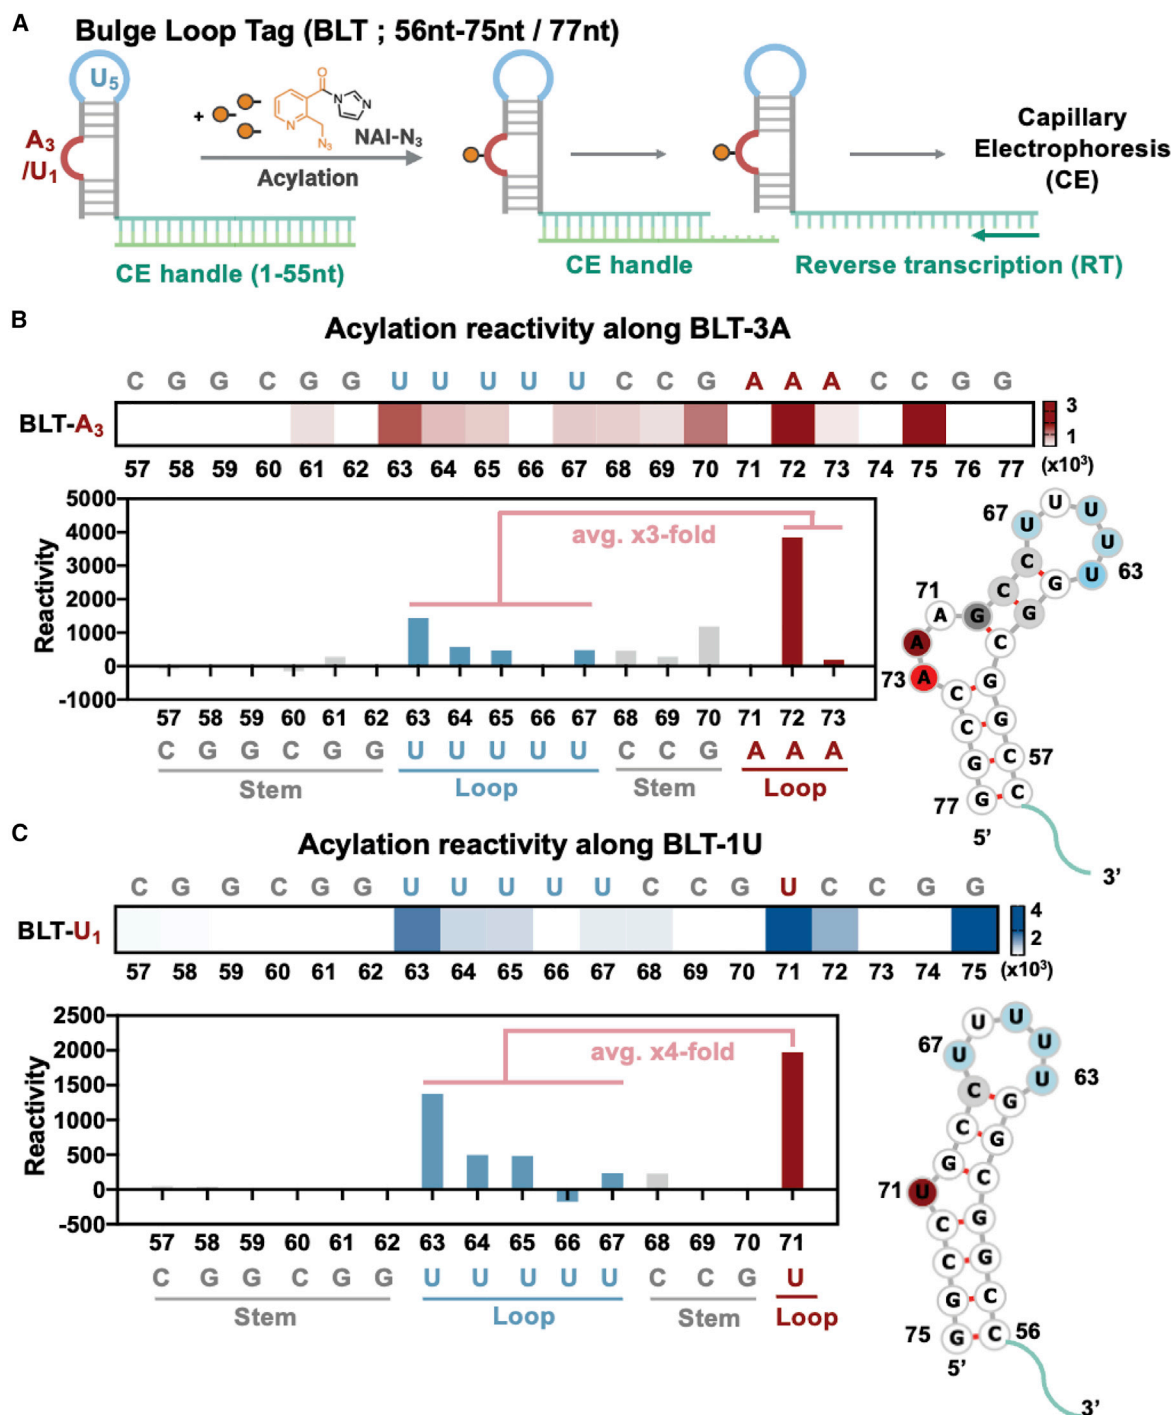 A
Bulge Loop Tag (BLT ; 56nt-75nt / 77nt)
U5
A3
/U1
+
O
N
N
N
N3
NAI-N3
Acylation
Capillary
Electrophoresis
(CE)
CE handle (1-55nt)
CE handle
Reverse transcription (RT)
B
Acylation reactivity along BLT-3A
C G G C G G U U U U U C C G A A A C C G G
BLT-A3
3
1
(x10³)
57 58 59 60 61 62 63 64 65 66 67 68 69 70 71 72 73 74 75 76 77
Reactivity
5000
4000
3000
2000
1000
0
-1000
avg. x3-fold
57 58 59 60 61 62 63 64 65 66 67 68 69 70 71 72 73
C G G C G G U U U U U C C G A A A
Stem
Loop
Stem
Loop
U
U
67
U
U
C
U
63
C
G
71
A
G
G
A
C
73
A
C
G
C
G
G
C
57
77
G
C
5’
3’
C
Acylation reactivity along BLT-1U
C G G C G G U U U U U C C G U C C G G
BLT-U1
4
2
(x10³)
57 58 59 60 61 62 63 64 65 66 67 68 69 70 71 72 73 74 75
Reactivity
2500
2000
1500
1000
500
0
-500
avg. x4-fold
57 58 59 60 61 62 63 64 65 66 67 68 69 70 71
C G G C G G U U U U U C C G U
Stem
Loop
Stem
Loop
U
U
67
U
U
C
U
63
G
C
G
G
C
71
U
C
G
C
G
G
C
75
G
C
56
5’
3’